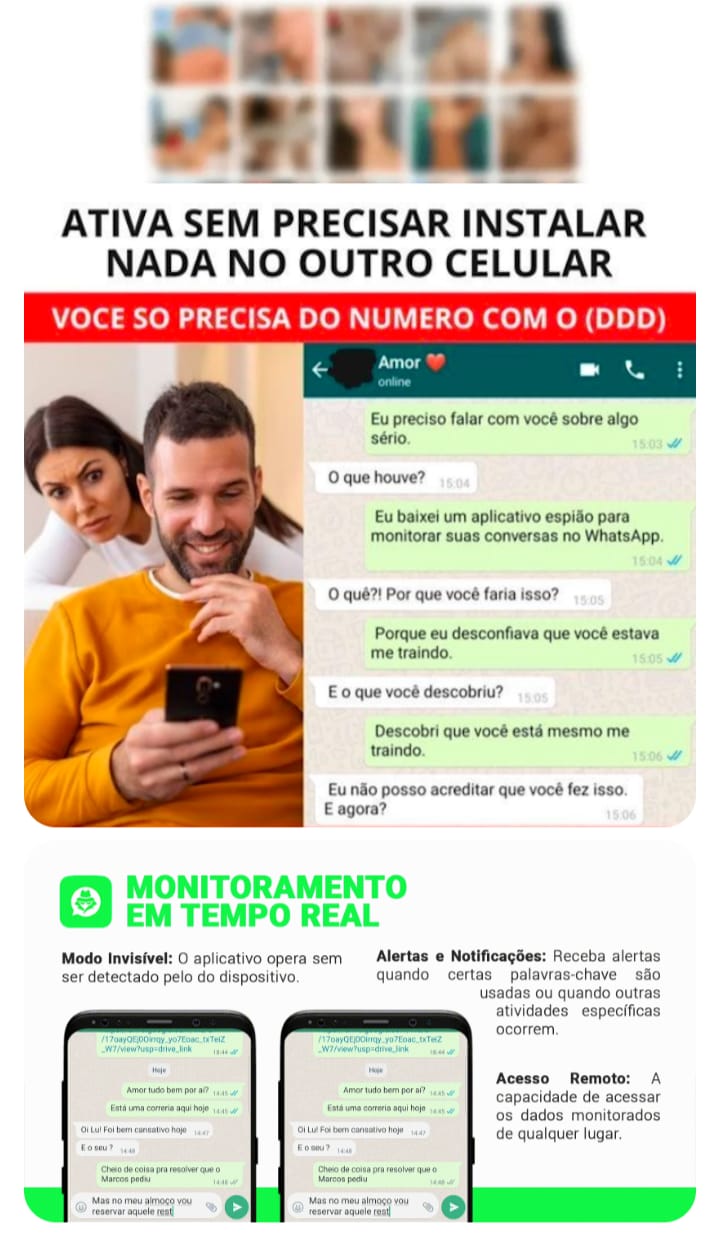 ATIVA SEM PRECISAR INSTALAR
NADA NO OUTRO CELULAR
VOCE SO PRECISA DO NUMERO COM O (DDD)
Amor ❤️
online
Eu preciso falar com você sobre algo
sério.
15:03
O que houve?
15:04
Eu baixei um aplicativo espião para
monitorar suas conversas no WhatsApp.
15:04
O quê?! Por que você faria isso?
15:05
Porque eu desconfiava que você estava
me traindo.
15:05
E o que você descobriu?
15:05
Descobri que você está mesmo me
traindo.
15:06
Eu não posso acreditar que você fez isso.
E agora?
15:06
MONITORAMENTO
EM TEMPO REAL
Modo Invisível: O aplicativo opera sem
ser detectado pelo do dispositivo.
Alertas e Notificações: Receba alertas
quando certas palavras-chave são
usadas ou quando outras
atividades específicas
ocorrem.
Acesso Remoto: A
capacidade de acessar
os dados monitorados
de qualquer lugar.
_W7/view?usp=drive_link
18:44
Hoje
Amor tudo bem por aí?
14:45
Está uma correria aqui hoje
14:45
Oi Lu! Foi bem cansativo hoje
14:47
E o seu ?
14:48
Cheio de coisa pra resolver que o
Marcos pediu
14:48
Mas no meu almoço vou
reservar aquele rest
_W7/view?usp=drive_link
18:44
Hoje
Amor tudo bem por aí?
14:45
Está uma correria aqui hoje
14:45
Oi Lu! Foi bem cansativo hoje
14:47
E o seu ?
14:48
Cheio de coisa pra resolver que o
Marcos pediu
14:48
Mas no meu almoço vou
reservar aquele rest